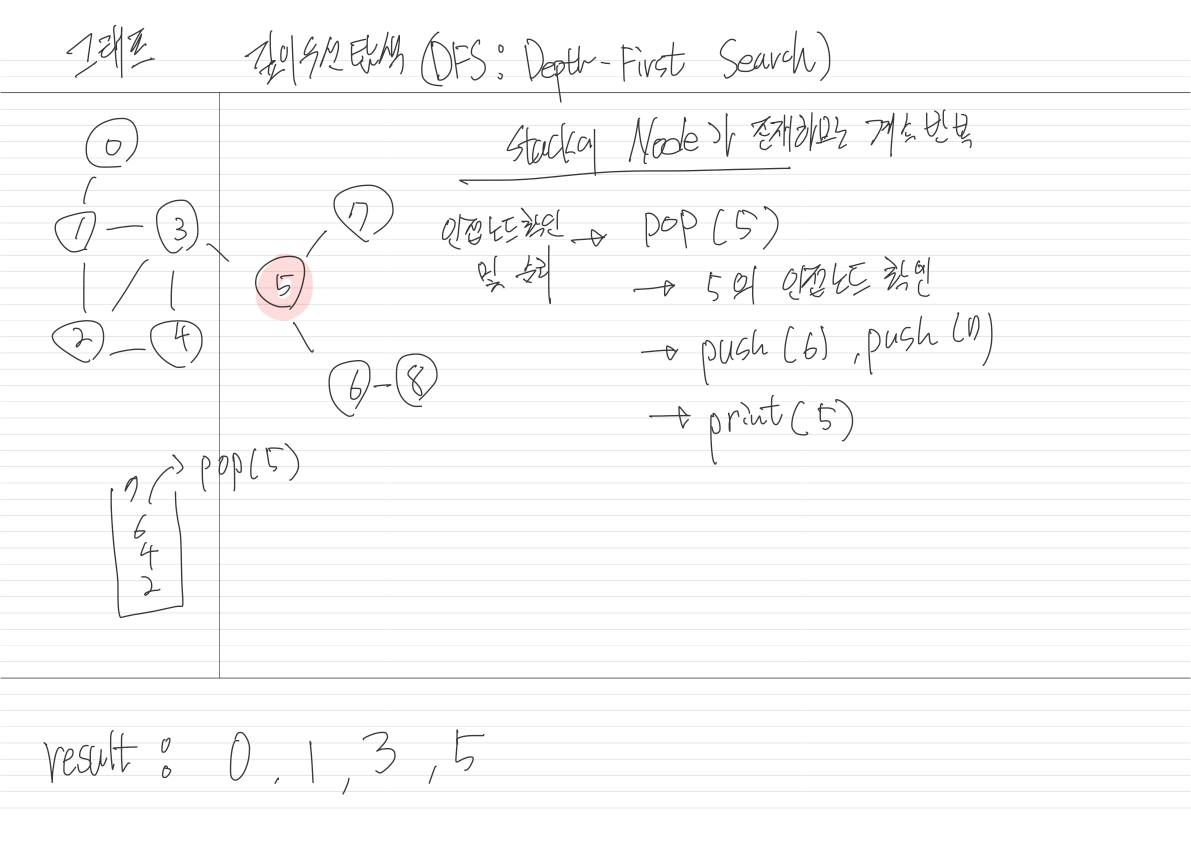 그래프
깊이우선탐색 (DFS: Depth-First Search)
Stack에 Node가 존재하므로 계속 반복
0
1 3
7
5
2 4
6 8
인접노드 확인
및 승리
→ pop(5)
→ 5의 인접노드 확인
→ push(6), push(7)
→ print(5)
pop(5)
7
6
4
2
result: 0, 1, 3, 5